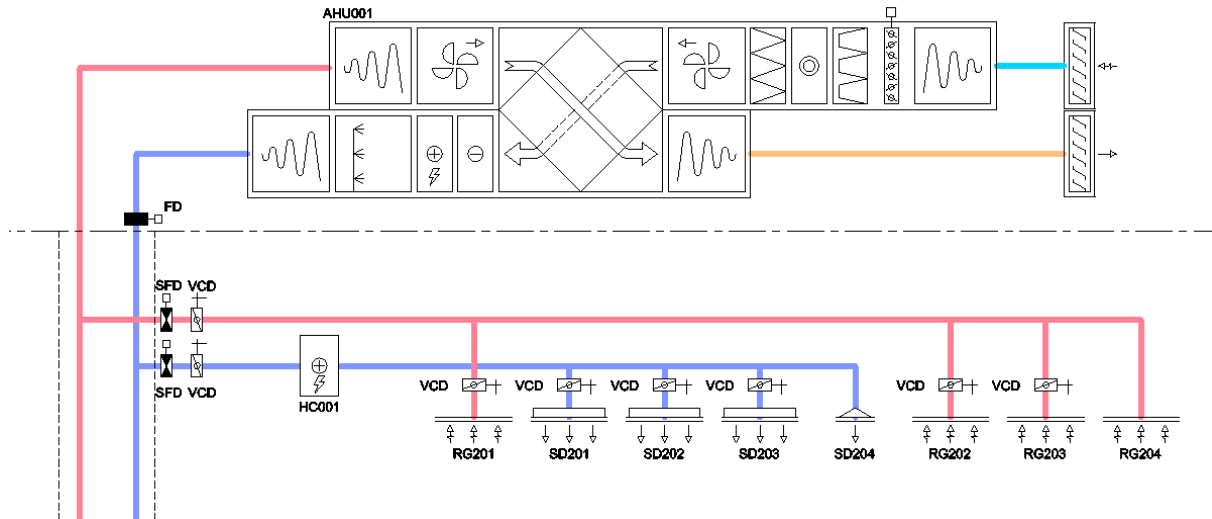 AHU001
FD
SFD VCD
SFD VCD
HC001
VCD VCD VCD VCD VCD VCD
RG201 SD201 SD202 SD203 SD204 RG202 RG203 RG204